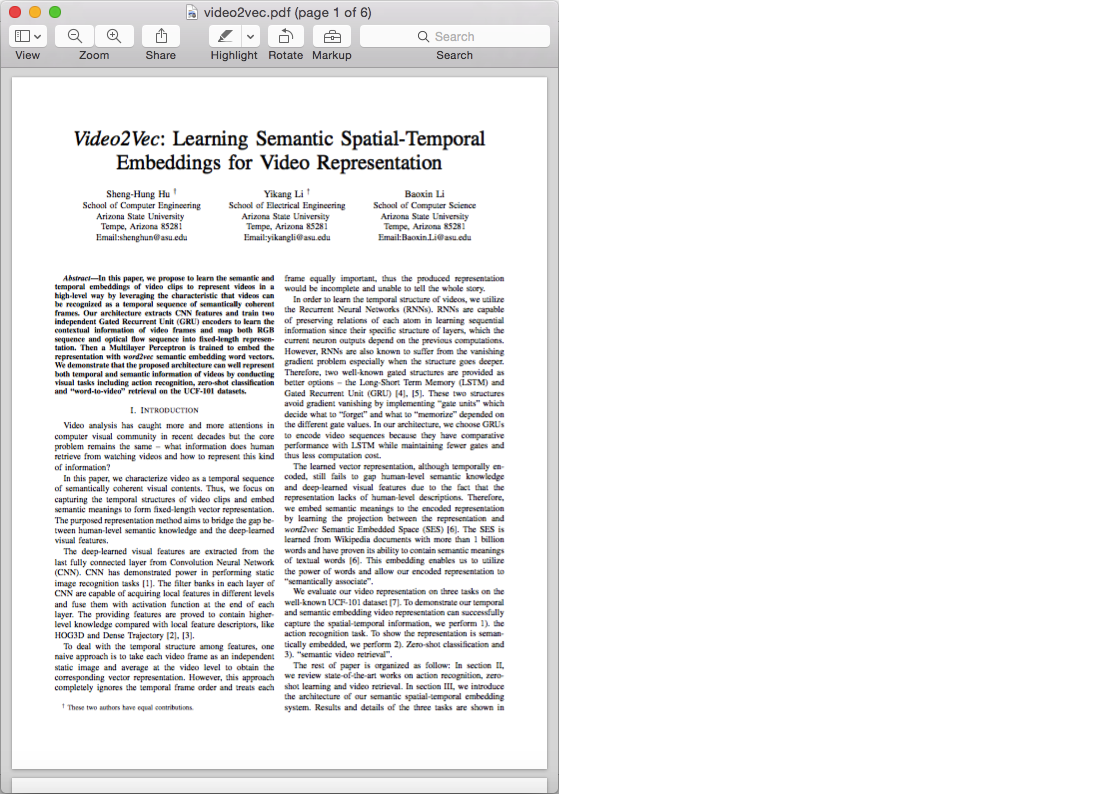 video2vec.pdf (page 1 of 6)
Search
View
Zoom
Share
Highlight
Rotate
Markup
Search
Video2Vec: Learning Semantic Spatial-Temporal
Embeddings for Video Representation
Sheng-Hung Hu †
School of Computer Engineering
Arizona State University
Tempe, Arizona 85281
Email:shenghun@asu.edu
Yikang Li †
School of Electrical Engineering
Arizona State University
Tempe, Arizona 85281
Email:yikangli@asu.edu
Baoxin Li
School of Computer Science
Arizona State University
Tempe, Arizona 85281
Email:Baoxin.Li@asu.edu
Abstract—In this paper, we propose to learn the semantic and
temporal embeddings of video clips to represent videos in a
high-level way by leveraging the characteristic that videos can
be recognized as a temporal sequence of semantically coherent
frames. Our architecture extracts CNN features and train two
independent Gated Recurrent Unit (GRU) encoders to learn the
contextual information of video frames and map both RGB
sequence and optical flow sequence into fixed-length represen-
tation. Then a Multilayer Perceptron is trained to embed the
representation with word2vec semantic embedding word vectors.
We demonstrate that the proposed architecture can well represent
both temporal and semantic information of videos by conducting
visual tasks including action recognition, zero-shot classification
and “word-to-video” retrieval on the UCF-101 datasets.
I. INTRODUCTION
Video analysis has caught more and more attentions in
computer visual community in recent decades but the core
problem remains the same – what information does human
retrieve from watching videos and how to represent this kind
of information?
In this paper, we characterize video as a temporal sequence
of semantically coherent visual contents. Thus, we focus on
capturing the temporal structures of video clips and embed
semantic meanings to form fixed-length vector representation.
The purposed representation method aims to bridge the gap be-
tween human-level semantic knowledge and the deep-learned
visual features.
The deep-learned visual features are extracted from the
last fully connected layer from Convolution Neural Network
(CNN). CNN has demonstrated power in performing static
image recognition tasks [1]. The filter banks in each layer of
CNN are capable of acquiring local features in different levels
and fuse them with activation function at the end of each
layer. The providing features are proved to contain higher-
level knowledge compared with local feature descriptors, like
HOG3D and Dense Trajectory [2], [3].
To deal with the temporal structure among features, one
naive approach is to take each video frame as an independent
static image and average at the video level to obtain the
corresponding vector representation. However, this approach
completely ignores the temporal frame order and treats each
† These two authors have equal contributions.
frame equally important, thus the produced representation
would be incomplete and unable to tell the whole story.
In order to learn the temporal structure of videos, we utilize
the Recurrent Neural Networks (RNNs). RNNs are capable
of preserving relations of each atom in learning sequential
information since their specific structure of layers, which the
current neuron outputs depend on the previous computations.
However, RNNs are also known to suffer from the vanishing
gradient problem especially when the structure goes deeper.
Therefore, two well-known gated structures are provided as
better options – the Long-Short Term Memory (LSTM) and
Gated Recurrent Unit (GRU) [4], [5]. These two structures
avoid gradient vanishing by implementing “gate units” which
decide what to “forget” and what to “memorize” depended on
the different gate values. In our architecture, we choose GRUs
to encode video sequences because they have comparative
performance with LSTM while maintaining fewer gates and
thus less computation cost.
The learned vector representation, although temporally en-
coded, still fails to gap human-level semantic knowledge
and deep-learned visual features due to the fact that the
representation lacks of human-level descriptions. Therefore,
we embed semantic meanings to the encoded representation
by learning the projection between the representation and
word2vec Semantic Embedded Space (SES) [6]. The SES is
learned from Wikipedia documents with more than 1 billion
words and have proven its ability to contain semantic meanings
of textual words [6]. This embedding enables us to utilize
the power of words and allow our encoded representation to
“semantically associate”.
We evaluate our video representation on three tasks on the
well-known UCF-101 dataset [7]. To demonstrate our temporal
and semantic embedding video representation can successfully
capture the spatial-temporal information, we perform 1). the
action recognition task. To show the representation is seman-
tically embedded, we perform 2). Zero-shot classification and
3). “semantic video retrieval”.
The rest of paper is organized as follow: In section II,
we review state-of-the-art works on action recognition, zero-
shot learning and video retrieval. In section III, we introduce
the architecture of our semantic spatial-temporal embedding
system. Results and details of the three tasks are shown in